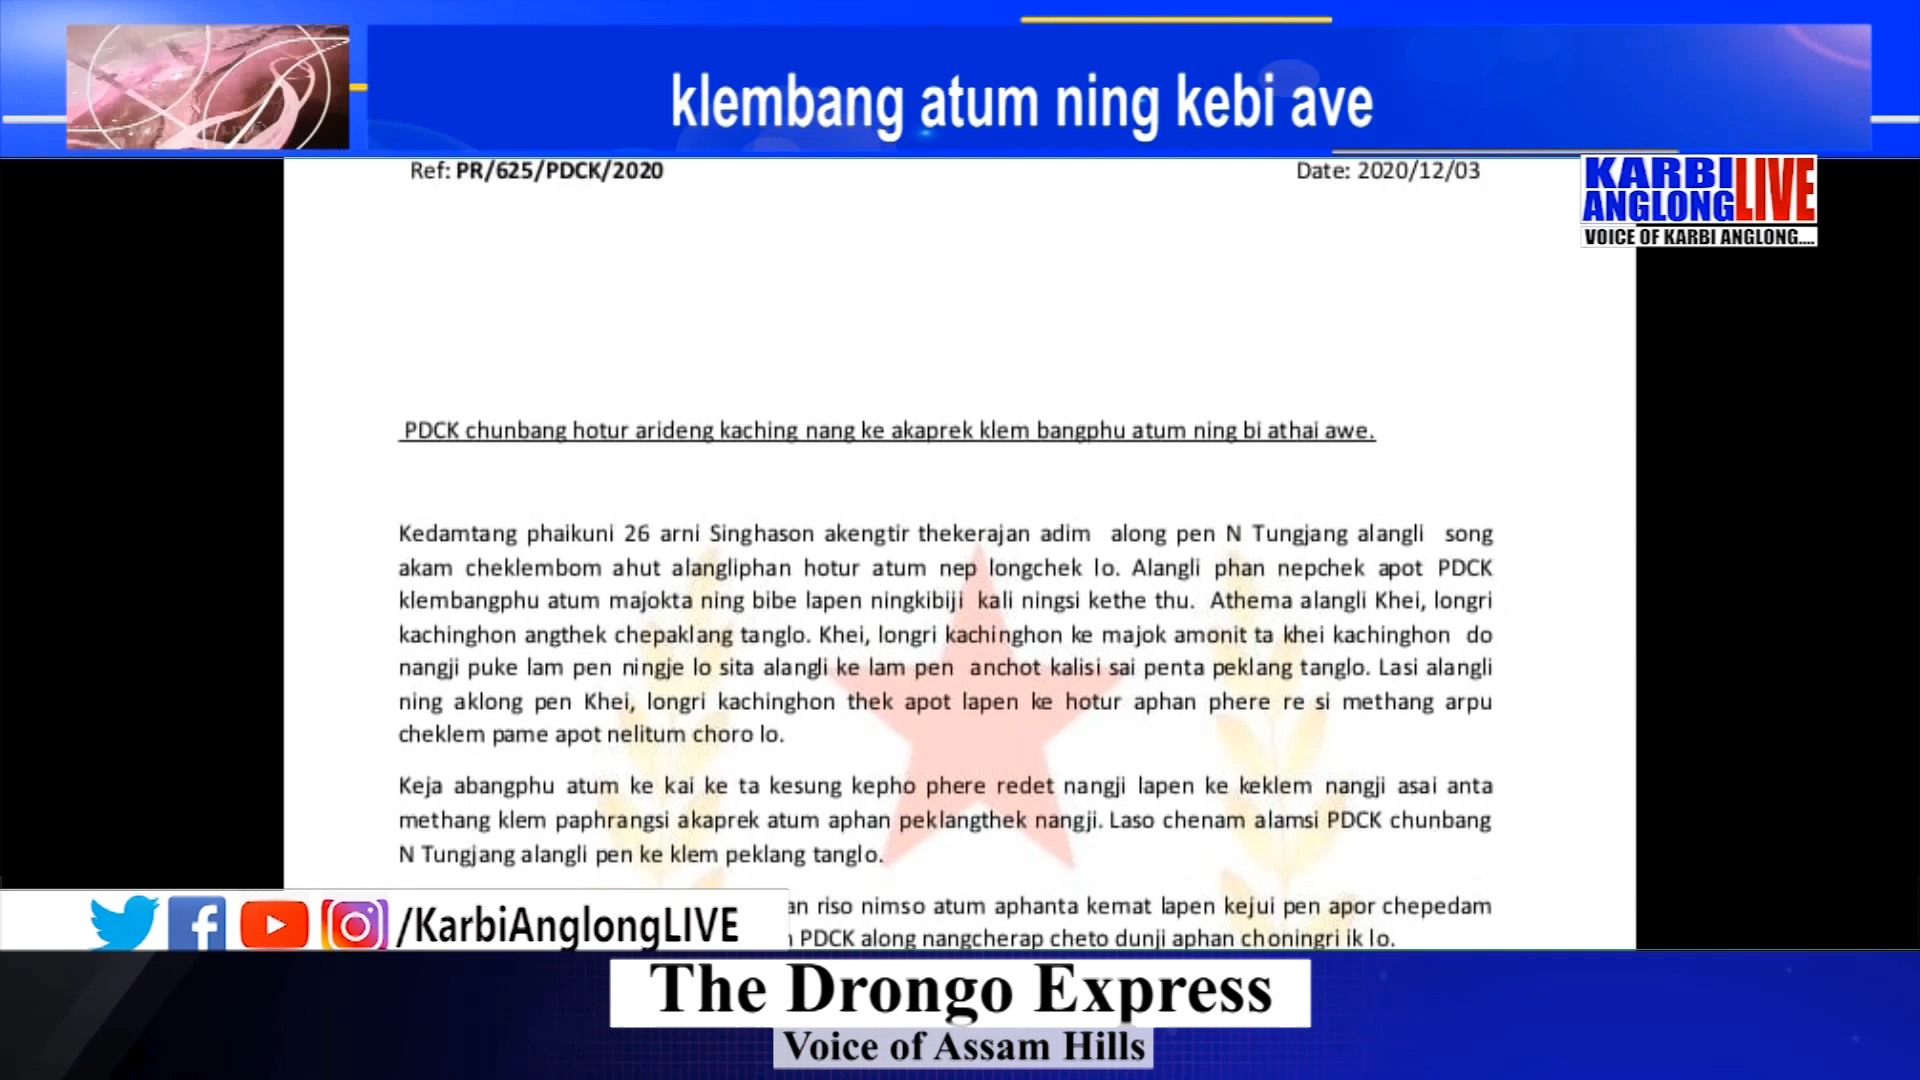 klembang atum ning kebi ave
Ref: PR/625/PDCK/2020
Date: 2020/12/03
KARBI ANGLONG LIVE
VOICE OF KARBI ANGLONG....
PDCK chunbang hotur arideng kaching nang ke akaprek klem bangphu atum ning bi athai awe.
Kedamtang phaikuni 26 arni Singhason akengtir thekerajan adim along pen N Tungjang alangli song
akam cheklembom ahut alangliphan hotur atum nep longchek lo. Alangli phan nepchek apot PDCK
klembangphu atum majokta ning bibe lapen ningkibiji kali ningsi kethe thu. Athema alangli Khei, longri
kachinghon angthek chepaklang tanglo. Khei, longri kachinghon ke majok amonit ta khei kachinghon do
nangji puke lam pen ningje lo sita alangli ke lam pen anchot kalisi sai penta peklang tanglo. Lasi alangli
ning aklong pen Khei, longri kachinghon thek apot lapen ke hotur aphan phere re si methang arpu
cheklem pame apot nelitum choro lo.
Keja abangphu atum ke kai ke ta kesung kepho phere redet nangji lapen ke keklem nangji asai anta
methang klem paphrangsi akaprek atum aphan peklangthek nangji. Laso chenam alamsi PDCK chunbang
N Tungjang alangli pen ke klem peklang tanglo.
an riso nimso atum aphanta kemat lapen kejui pen apor chepedam
PDCK along nangcherap cheto dunji aphan choningri ik lo.
/KarbiAnglongLIVE
The Drongo Express
Voice of Assam Hills